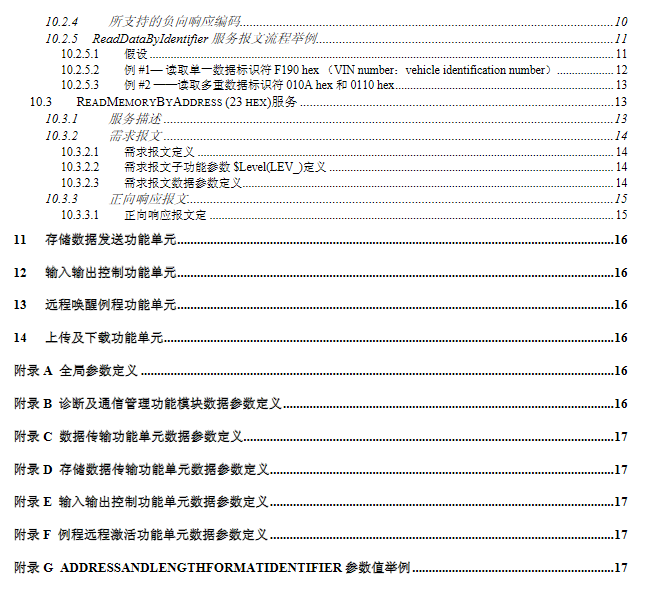 10.2.4 所支持的负向响应编码 10
10.2.5 ReadDataByIdentifier 服务报文流程举例 11
10.2.5.1 假设 11
10.2.5.2 例 #1— 读取单一数据标识符 F190 hex （VIN number：vehicle identification number） 12
10.2.5.3 例 #2 ——读取多重数据标识符 010A hex 和 0110 hex 13
10.3 READMEMORYBYADDRESS (23 HEX)服务 13
10.3.1 服务描述 13
10.3.2 需求报文 14
10.3.2.1 需求报文定义 14
10.3.2.2 需求报文子功能参数 $Level(LEV_)定义 14
10.3.2.3 需求报文数据参数定义 14
10.3.3 正向响应报文 15
10.3.3.1 正向响应报文定 15
11 存储数据发送功能单元 16
12 输入输出控制功能单元 16
13 远程唤醒例程功能单元 16
14 上传及下载功能单元 16
附录 A 全局参数定义 16
附录 B 诊断及通信管理功能模块数据参数定义 16
附录 C 数据传输功能单元数据参数定义 17
附录 D 存储数据传输功能单元数据参数定义 17
附录 E 输入输出控制功能单元数据参数定义 17
附录 F 例程远程激活功能单元数据参数定义 17
附录 G ADDRESSANDLENGTHFORMATIDENTIFIER 参数值举例 17